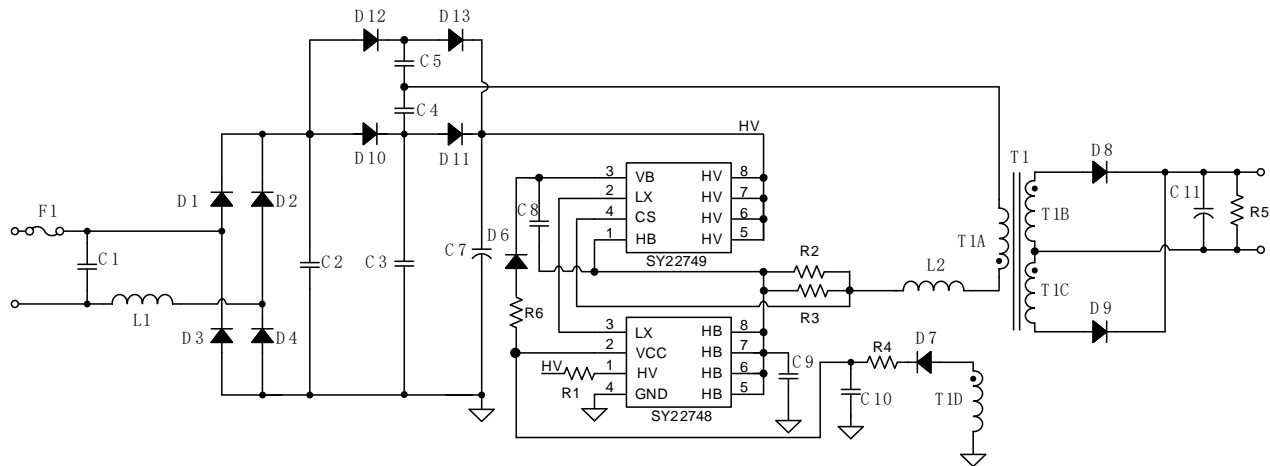 D12
D13
C5
C4
D10
D11
HV
D1
D2
F1
C1
L1
D3
D4
C2
C3
C7
D6
C8
R6
3 VB HV 8
2 LX HV 7
4 CS HV 6
1 HB HV 5
SY22749
R2
R3
L2
3 LX HB 8
2 VCC HB 7
1 HV HB 6
4 GND HB 5
SY22748
HV
R1
C9
R4
D7
C10
T1D
T1
T1A
T1B
T1C
D8
D9
C11
R5